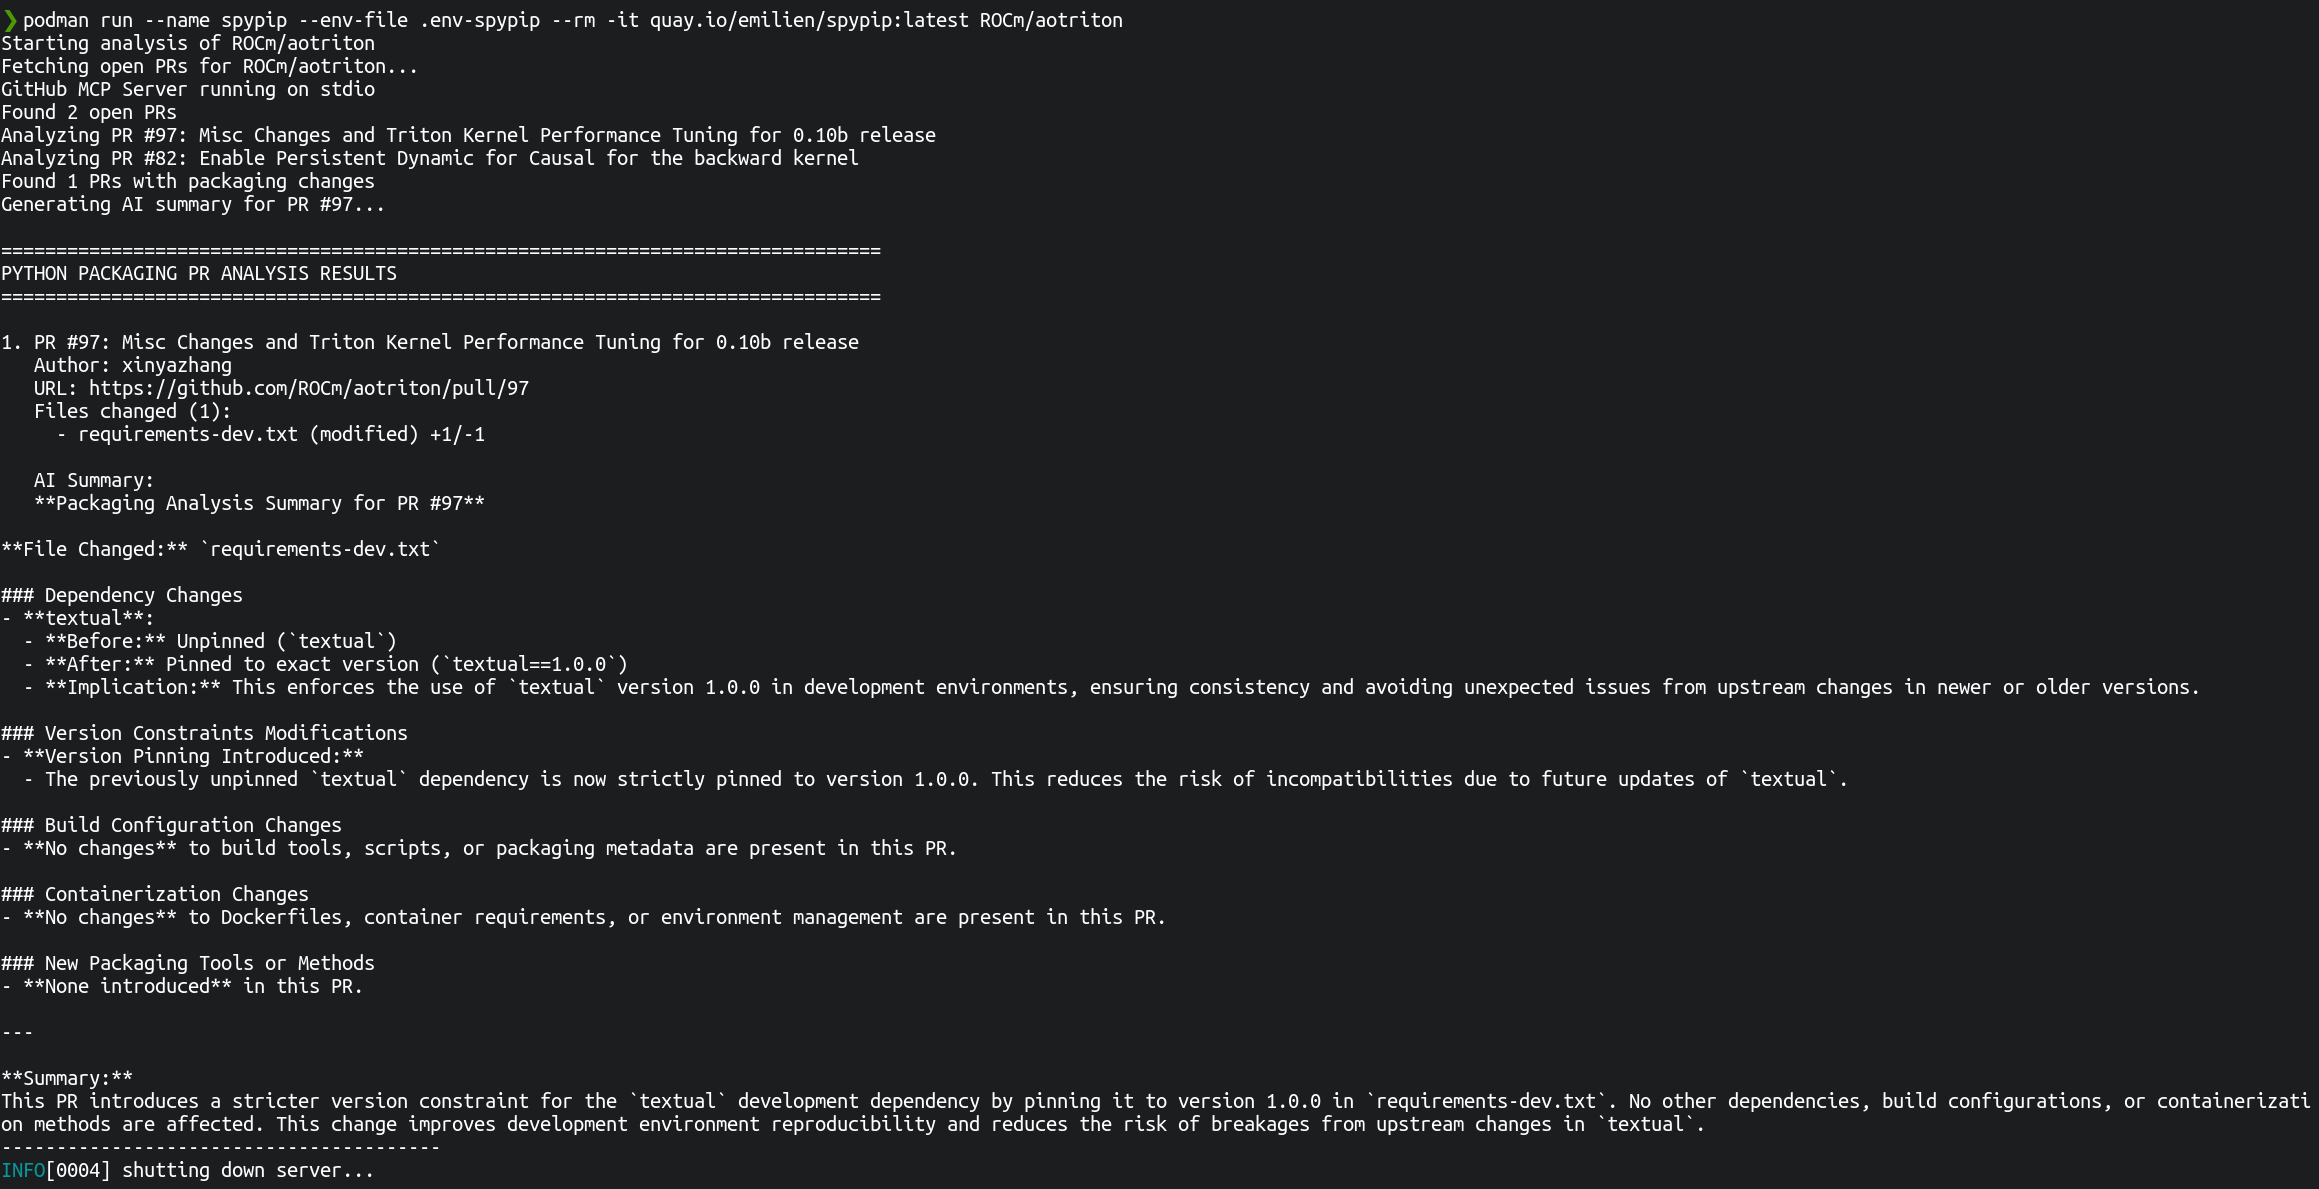 ❯ podman run --name spypip --env-file .env-spypip --rm -it quay.io/emilien/spypip:latest ROCm/aotriton
Starting analysis of ROCm/aotriton
Fetching open PRs for ROCm/aotriton...
GitHub MCP Server running on stdio
Found 2 open PRs
Analyzing PR #97: Misc Changes and Triton Kernel Performance Tuning for 0.10b release
Analyzing PR #82: Enable Persistent Dynamic for Causal for the backward kernel
Found 1 PRs with packaging changes
Generating AI summary for PR #97...

================================================================================
PYTHON PACKAGING PR ANALYSIS RESULTS
================================================================================

1. PR #97: Misc Changes and Triton Kernel Performance Tuning for 0.10b release
   Author: xinyazhang
   URL: https://github.com/ROCm/aotriton/pull/97
   Files changed (1):
     - requirements-dev.txt (modified) +1/-1

   AI Summary:
   **Packaging Analysis Summary for PR #97**

**File Changed:** `requirements-dev.txt`

### Dependency Changes
- **textual**:
  - **Before:** Unpinned (`textual`)
  - **After:** Pinned to exact version (`textual==1.0.0`)
  - **Implication:** This enforces the use of `textual` version 1.0.0 in development environments, ensuring consistency and avoiding unexpected issues from upstream changes in newer or older versions.

### Version Constraints Modifications
- **Version Pinning Introduced:**
  - The previously unpinned `textual` dependency is now strictly pinned to version 1.0.0. This reduces the risk of incompatibilities due to future updates of `textual`.

### Build Configuration Changes
- **No changes** to build tools, scripts, or packaging metadata are present in this PR.

### Containerization Changes
- **No changes** to Dockerfiles, container requirements, or environment management are present in this PR.

### New Packaging Tools or Methods
- **None introduced** in this PR.

---

**Summary:**
This PR introduces a stricter version constraint for the `textual` development dependency by pinning it to version 1.0.0 in `requirements-dev.txt`. No other dependencies, build configurations, or containerizati
on methods are affected. This change improves development environment reproducibility and reduces the risk of breakages from upstream changes in `textual`.
----------------------------------------
INFO[0004] shutting down server...